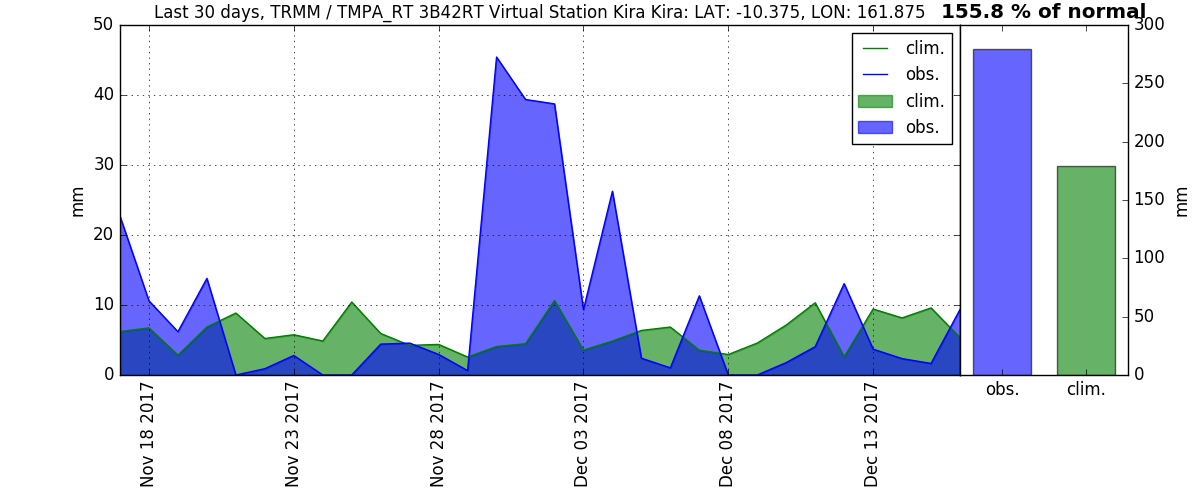 Last 30 days, TRMM / TMPA_RT 3B42RT Virtual Station Kira Kira: LAT: -10.375, LON: 161.875
155.8 % of normal
50
40
30
20
10
0
mm
clim.
obs.
clim.
obs.
300
250
200
150
100
50
0
mm
obs.
clim.
Nov 18 2017
Nov 23 2017
Nov 28 2017
Dec 03 2017
Dec 08 2017
Dec 13 2017